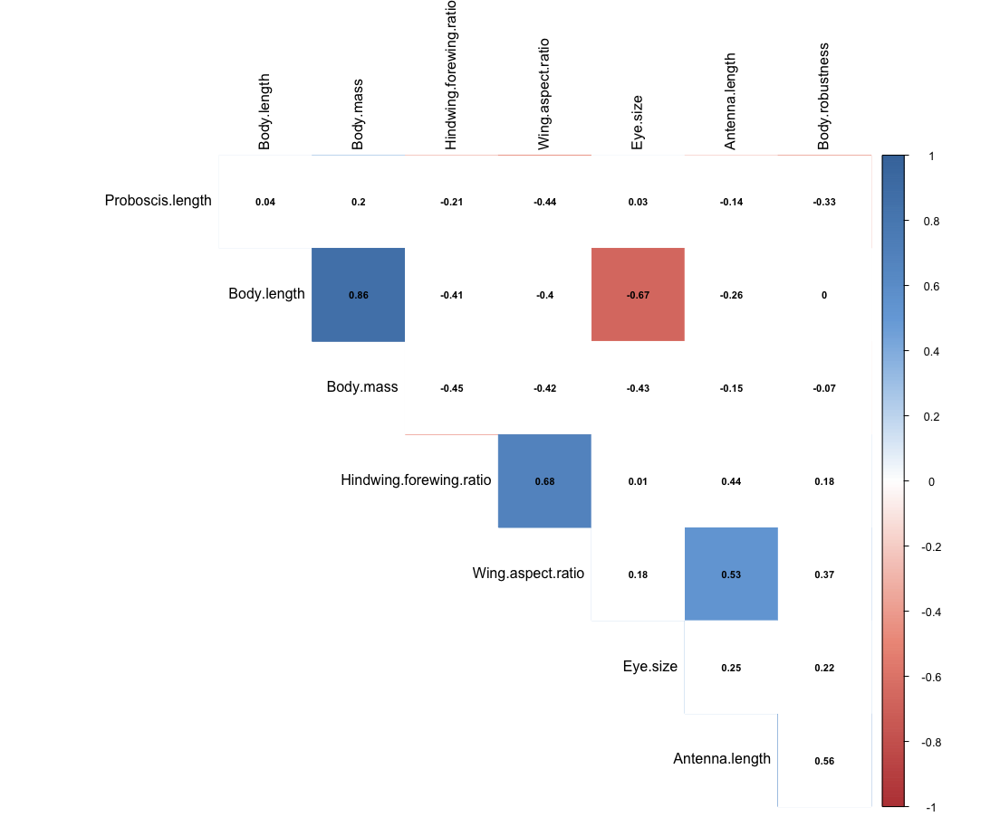 Body.length
Body.mass
Hindwing.forewing.ratio
Wing.aspect.ratio
Eye.size
Antenna.length
Body.robustness
Proboscis.length 0.04 0.2 -0.21 -0.44 0.03 -0.14 -0.33
Body.length 0.86 -0.41 -0.4 -0.67 -0.26 0
Body.mass -0.45 -0.42 -0.43 -0.15 -0.07
Hindwing.forewing.ratio 0.68 0.01 0.44 0.18
Wing.aspect.ratio 0.18 0.53 0.37
Eye.size 0.25 0.22
Antenna.length 0.56
1
0.8
0.6
0.4
0.2
0
-0.2
-0.4
-0.6
-0.8
-1